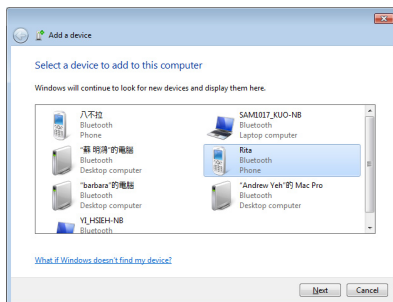 Add a device
Select a device to add to this computer
Windows will continue to look for new devices and display them here.
八不拉
Bluetooth
Phone
SAM1017_KUO-NB
Bluetooth
Laptop computer
"蘇 明鴻"的電腦
Bluetooth
Desktop computer
Rita
Bluetooth
Phone
"barbara"的電腦
Bluetooth
Desktop computer
"Andrew Yeh"的 Mac Pro
Bluetooth
Desktop computer
YI_HSIEH-NB
Bluetooth
What if Windows doesn't find my device?
Next
Cancel